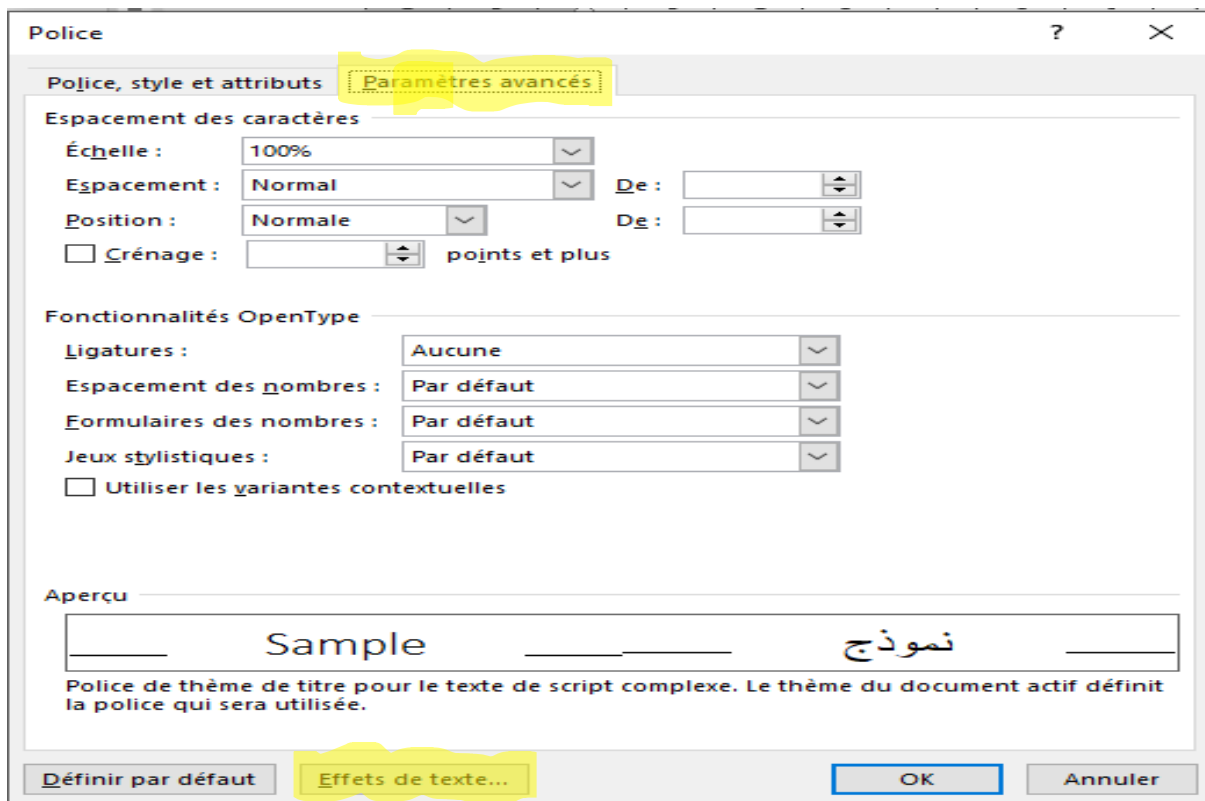 Police ?
Police, style et attributs Paramètres avancés
Espacement des caractères
Échelle : 100%
Espacement : Normal De :
Position : Normale De :
Crénage : points et plus
Fonctionnalités OpenType
Ligatures : Aucune
Espacement des nombres : Par défaut
Formulaires des nombres : Par défaut
Jeux stylistiques : Par défaut
Utiliser les variantes contextuelles
Aperçu
Sample نموذج
Police de thème de titre pour le texte de script complexe. Le thème du document actif définit
la police qui sera utilisée.
Définir par défaut Effets de texte... OK Annuler